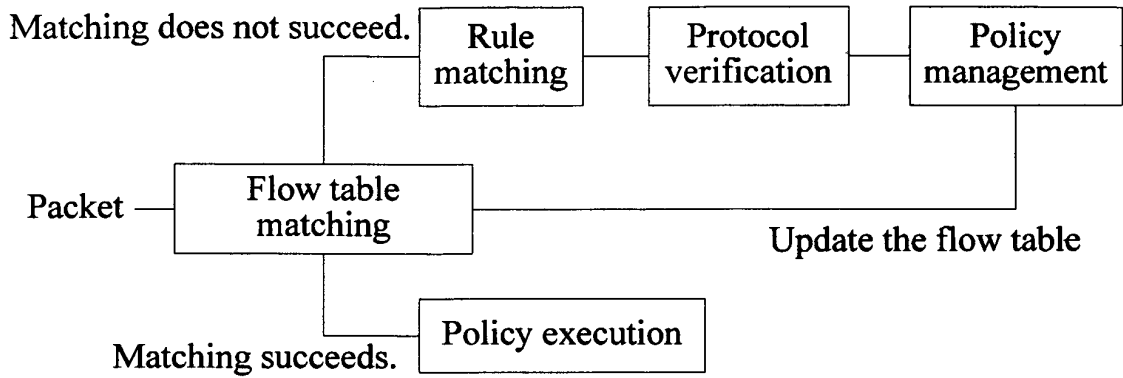 Matching does not succeed.
Rule
matching
Protocol
verification
Policy
management
Packet
Flow table
matching
Update the flow table
Policy execution
Matching succeeds.